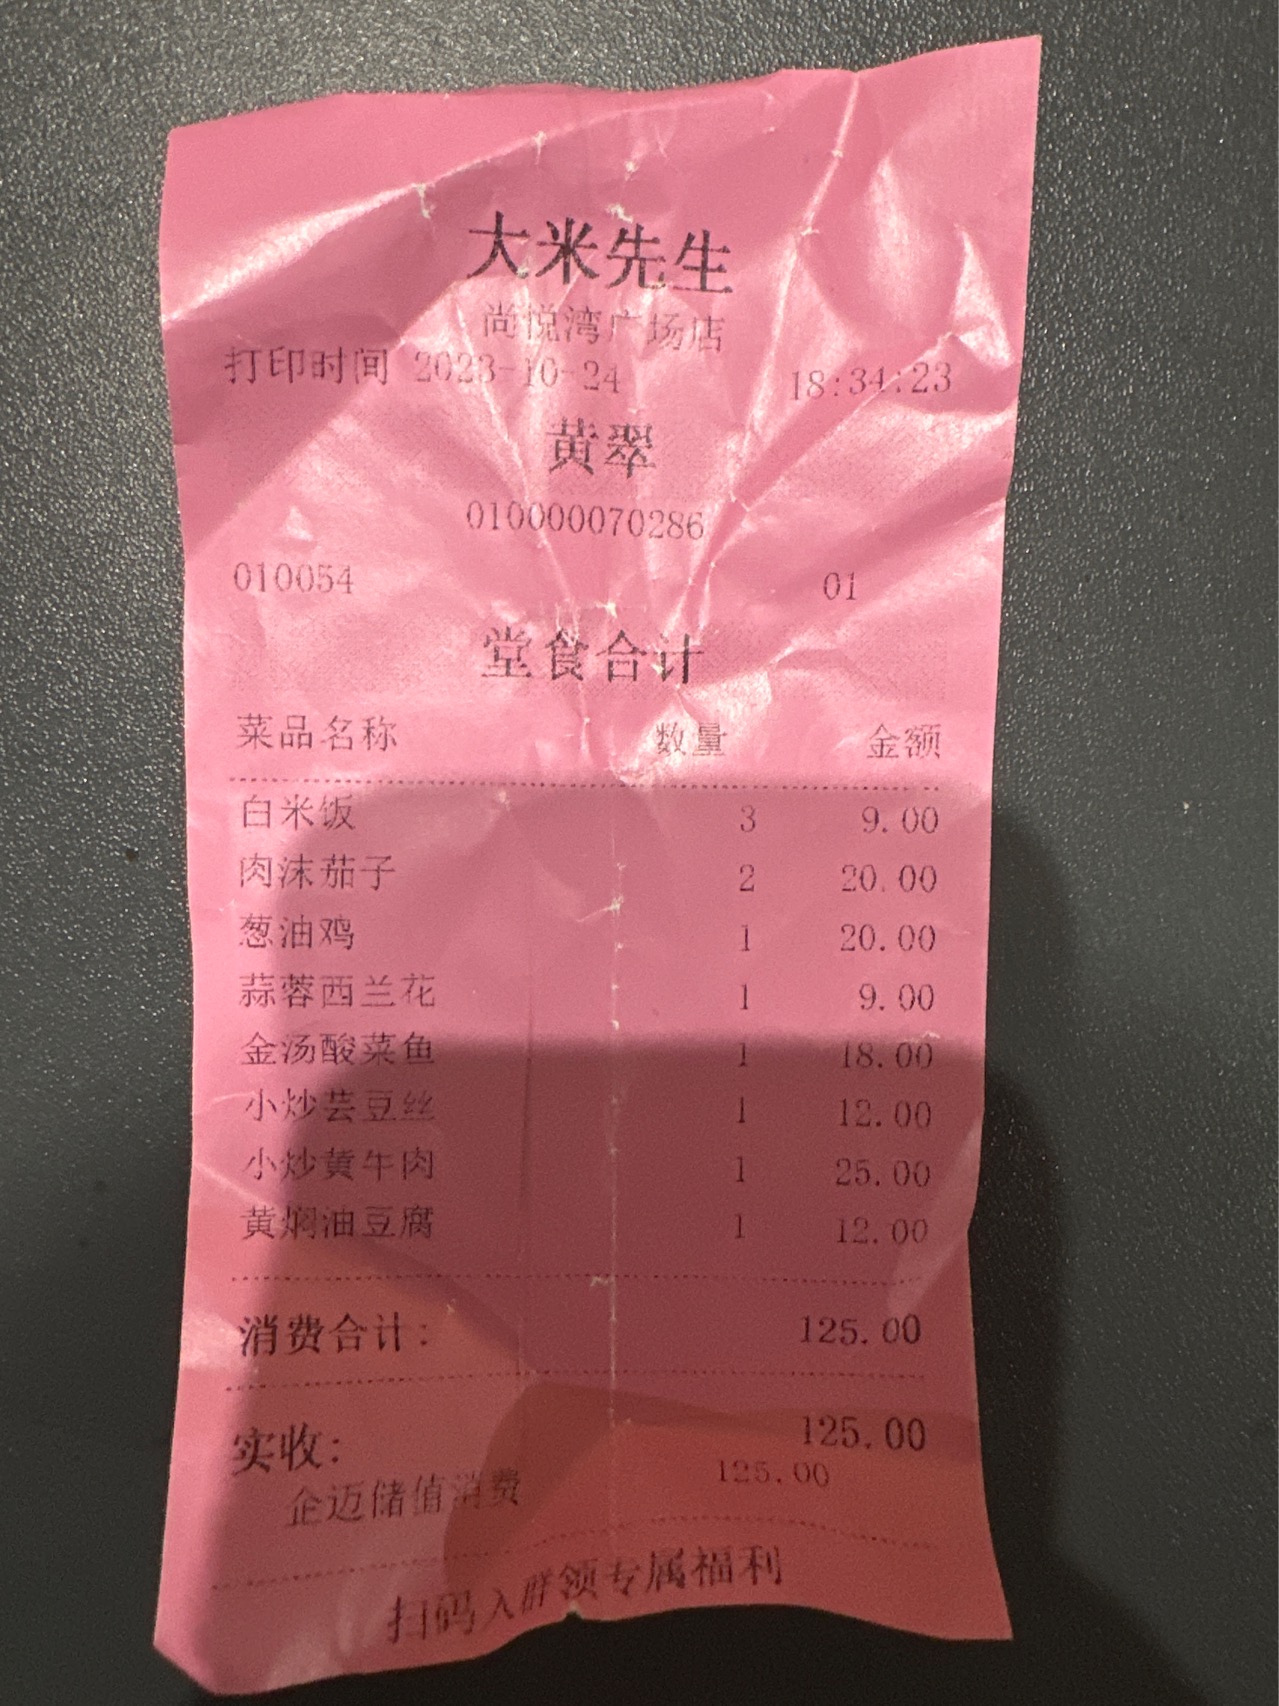 大米先生
尚悦湾广场店
打印时间 2023-10-24 18:34:23
黄翠
010000070286
010054 01
堂食合计
菜品名称 数量 金额
白米饭 3 9.00
肉沫茄子 2 20.00
葱油鸡 1 20.00
蒜蓉西兰花 1 9.00
金汤酸菜鱼 1 18.00
小炒芸豆丝 1 12.00
小炒黄牛肉 1 25.00
黄焖油豆腐 1 12.00
消费合计: 125.00
实收: 125.00
企迈储值消费 125.00
扫码入群领专属福利